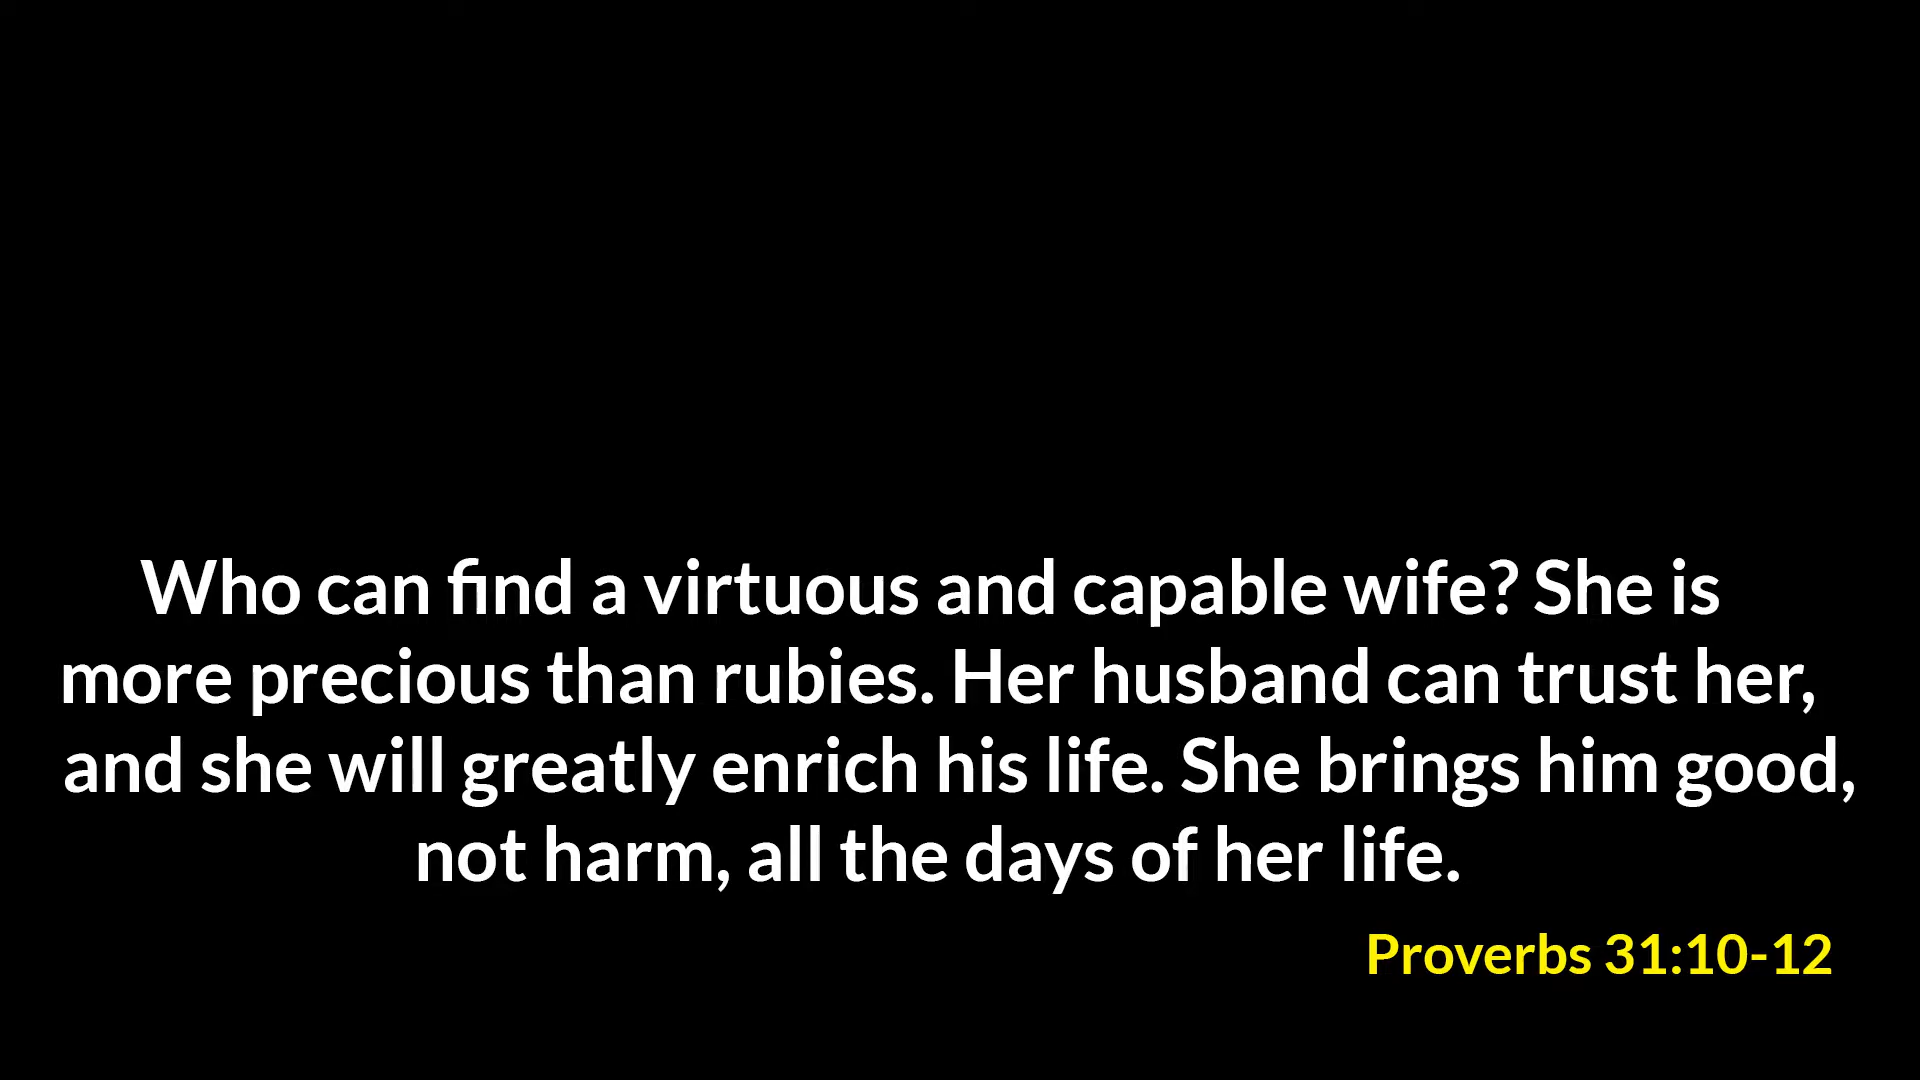 Who can find a virtuous and capable wife? She is
more precious than rubies. Her husband can trust her,
and she will greatly enrich his life. She brings him good,
not harm, all the days of her life.
Proverbs 31:10-12